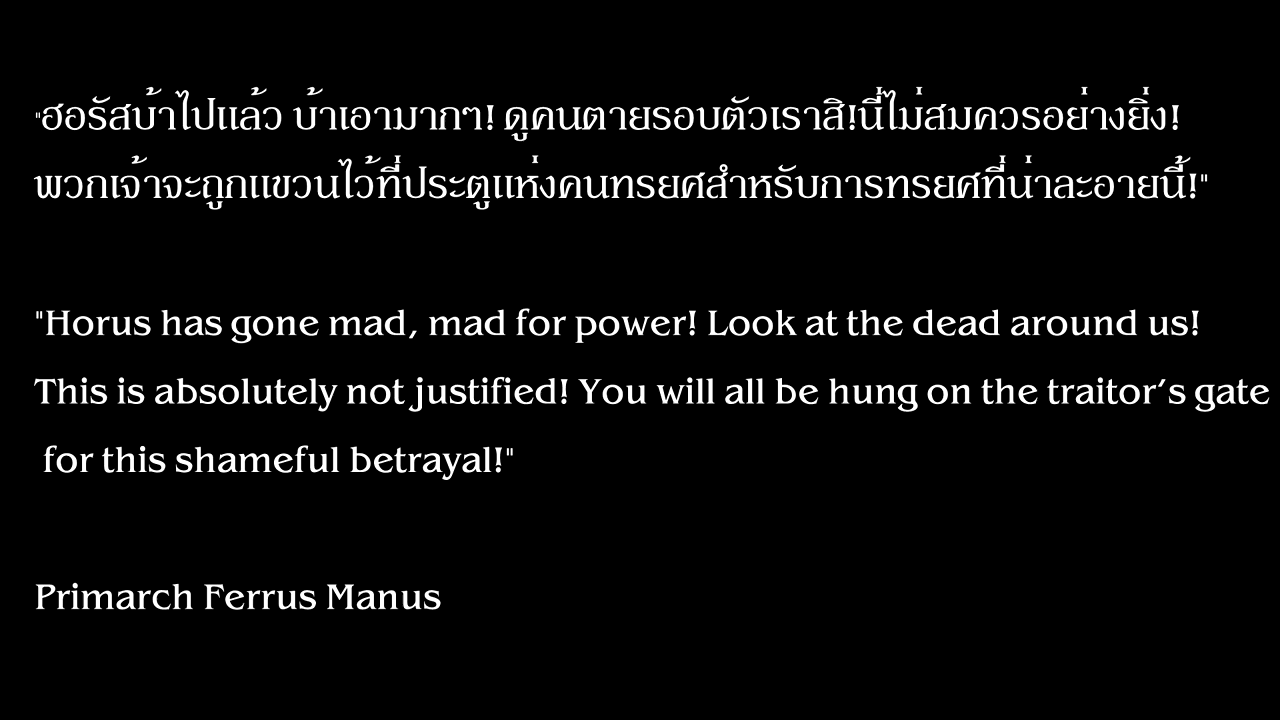 "ฮอรัสบ้าไปแล้ว บ้าเอามากๆ! ดูคนตายรอบตัวเราสิ!นี่ไม่สมควรอย่างยิ่ง!
พวกเจ้าจะถูกแขวนไว้ที่ประตูแห่งคนทรยศสำหรับการทรยศที่น่าละอายนี้!"
"Horus has gone mad, mad for power! Look at the dead around us!
This is absolutely not justified! You will all be hung on the traitor’s gate
for this shameful betrayal!"
Primarch Ferrus Manus